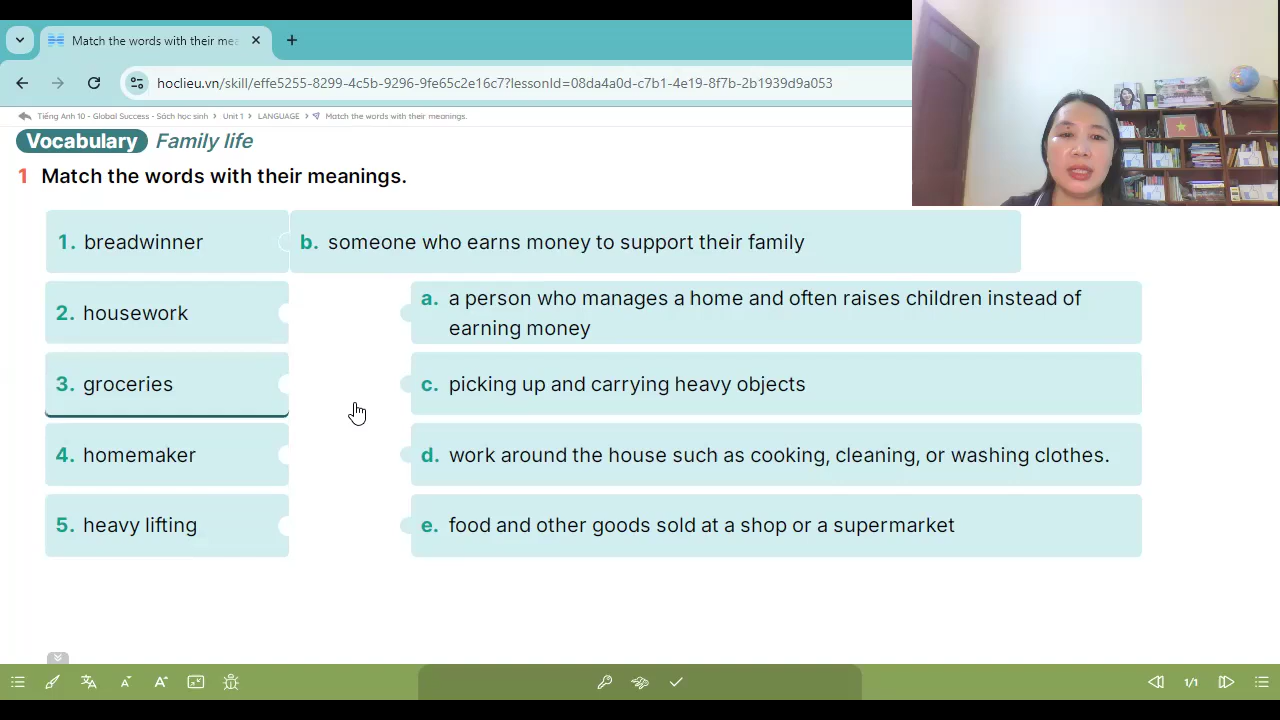 Match the words with their mea
hoclieu.vn/skill/effe5255-8299-4c5b-9296-9fe65c2e16c7?lessonId=08da4a0d-c7b1-4e19-8f7b-2b1939d9a053
Tiếng Anh 10 - Global Success - Sách học sinh > Unit 1 > LANGUAGE > Match the words with their meanings.
Vocabulary Family life
1 Match the words with their meanings.
1. breadwinner
b. someone who earns money to support their family
2. housework
a. a person who manages a home and often raises children instead of
earning money
3. groceries
c. picking up and carrying heavy objects
4. homemaker
d. work around the house such as cooking, cleaning, or washing clothes.
5. heavy lifting
e. food and other goods sold at a shop or a supermarket
1/1